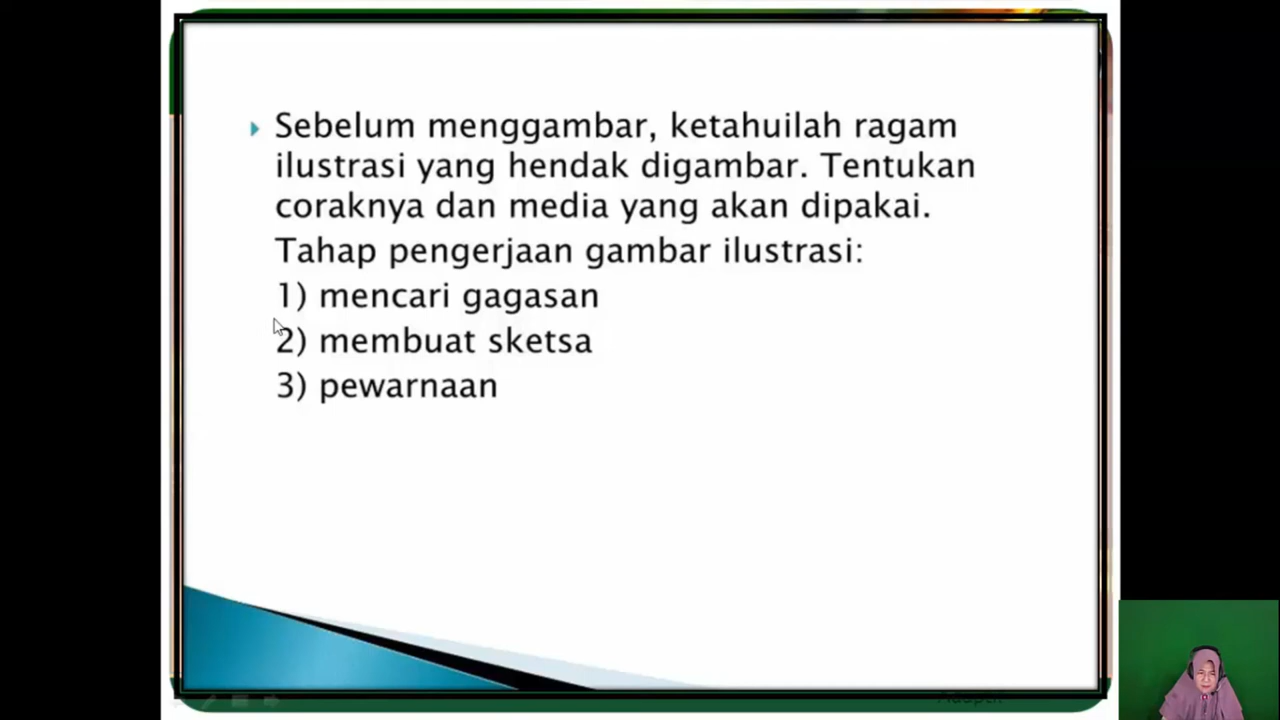 Sebelum menggambar, ketahuilah ragam
ilustrasi yang hendak digambar. Tentukan
coraknya dan media yang akan dipakai.
Tahap pengerjaan gambar ilustrasi:
1) mencari gagasan
2) membuat sketsa
3) pewarnaan